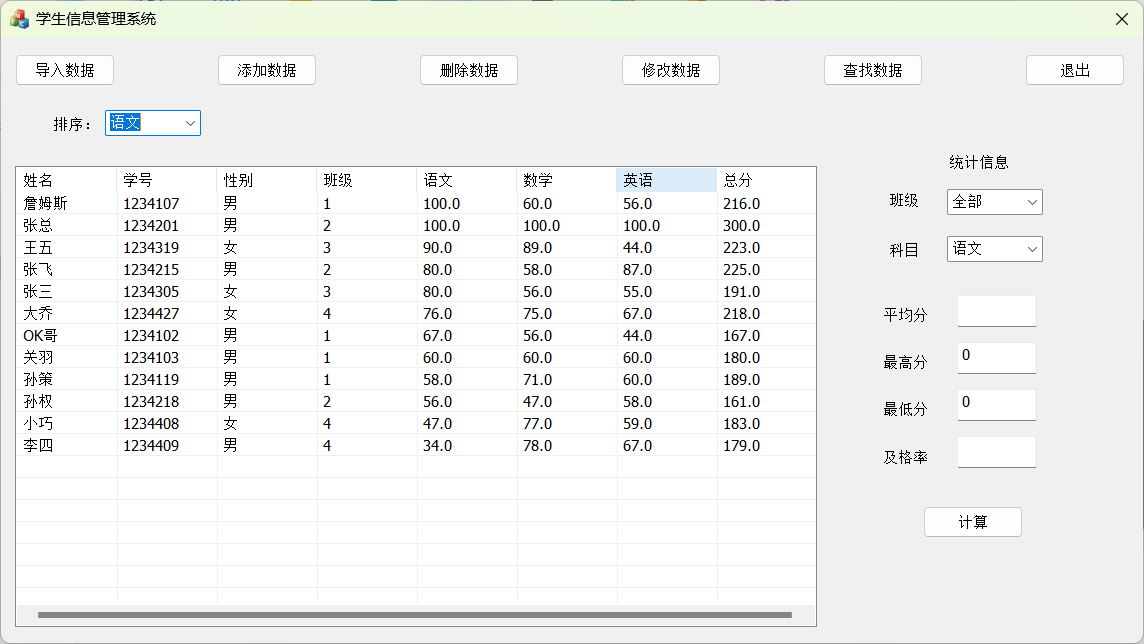 学生信息管理系统
导入数据 添加数据 删除数据 修改数据 查找数据 退出
排序： 语文
统计信息
班级 全部
科目 语文
平均分
最高分 0
最低分 0
及格率
计算
姓名 学号 性别 班级 语文 数学 英语 总分
詹姆斯 1234107 男 1 100.0 60.0 56.0 216.0
张总 1234201 男 2 100.0 100.0 100.0 300.0
王五 1234319 女 3 90.0 89.0 44.0 223.0
张飞 1234215 男 2 80.0 58.0 87.0 225.0
张三 1234305 女 3 80.0 56.0 55.0 191.0
大乔 1234427 女 4 76.0 75.0 67.0 218.0
OK哥 1234102 男 1 67.0 56.0 44.0 167.0
关羽 1234103 男 1 60.0 60.0 60.0 180.0
孙策 1234119 男 1 58.0 71.0 60.0 189.0
孙权 1234218 男 2 56.0 47.0 58.0 161.0
小巧 1234408 女 4 47.0 77.0 59.0 183.0
李四 1234409 男 4 34.0 78.0 67.0 179.0